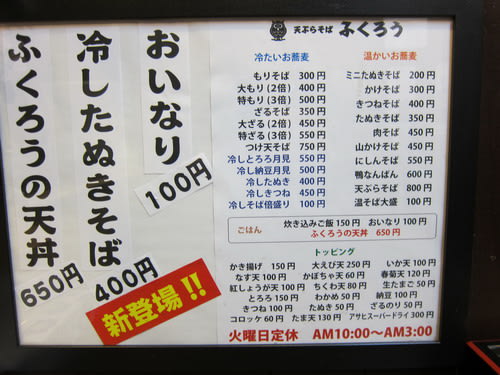 おいなり
100円
冷したぬきそば
400円
ふくろうの天丼
650円
新登場!!
天ぷらそば ふくろう
冷たいお蕎麦
もりそば 300円
大もり(2倍) 400円
特もり(3倍) 500円
ざるそば 350円
大ざる(2倍) 450円
特ざる(3倍) 550円
つけ天そば 750円
冷しとろろ月見 550円
冷し納豆月見 500円
冷したぬき 400円
冷しきつね 450円
冷しそば倍盛り 100円
温かいお蕎麦
ミニたぬきそば 200円
かけそば 300円
きつねそば 400円
たぬきそば 350円
肉そば 450円
山かけそば 450円
にしんそば 550円
鴨なんばん 600円
天ぷらそば 800円
温そば大盛 100円
ごはん
炊き込みご飯 150円 おいなり 100円
ふくろうの天丼 650円
トッピング
かき揚げ 150円 大えび天 250円 いか天 100円
なす天 100円 かぼちゃ天 60円 春菊天 120円
紅しょうが天 100円 ちくわ天 80円 生たまご 50円
とろろ 150円 わかめ 50円 納豆 100円
きつね 100円 たぬき 50円 ざるのり 50円
コロッケ 60円 たま天 130円 アサヒスーパードライ 300円
火曜日定休 AM10:00〜AM3:00